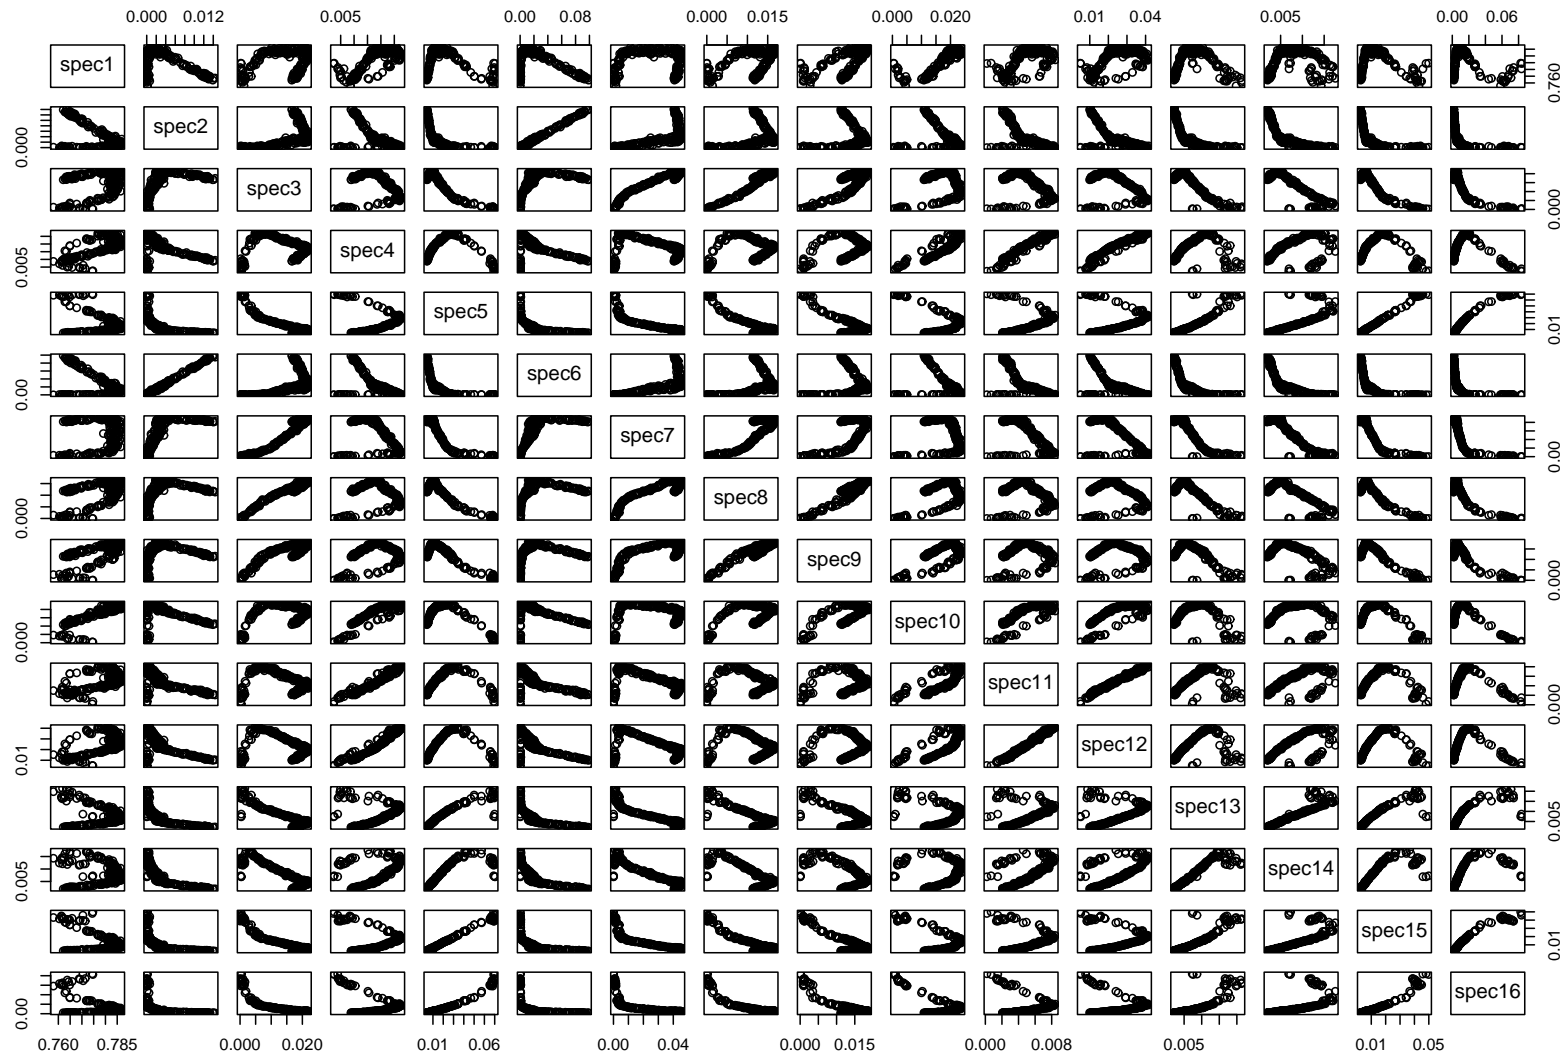 0.000 0.012 0.005 0.00 0.08 0.000 0.015 0.000 0.020 0.01 0.04 0.005 0.00 0.06
spec1 0.760
0.000 spec2
spec3 0.000
0.005 spec4
spec5 0.01
0.00 spec6
spec7 0.00
0.000 spec8
spec9 0.000
0.000 spec10
spec11 0.000
0.01 spec12
spec13 0.005
0.005 spec14
spec15 0.01
0.00 spec16
0.760 0.785 0.000 0.020 0.01 0.06 0.00 0.04 0.000 0.015 0.000 0.008 0.005 0.01 0.05